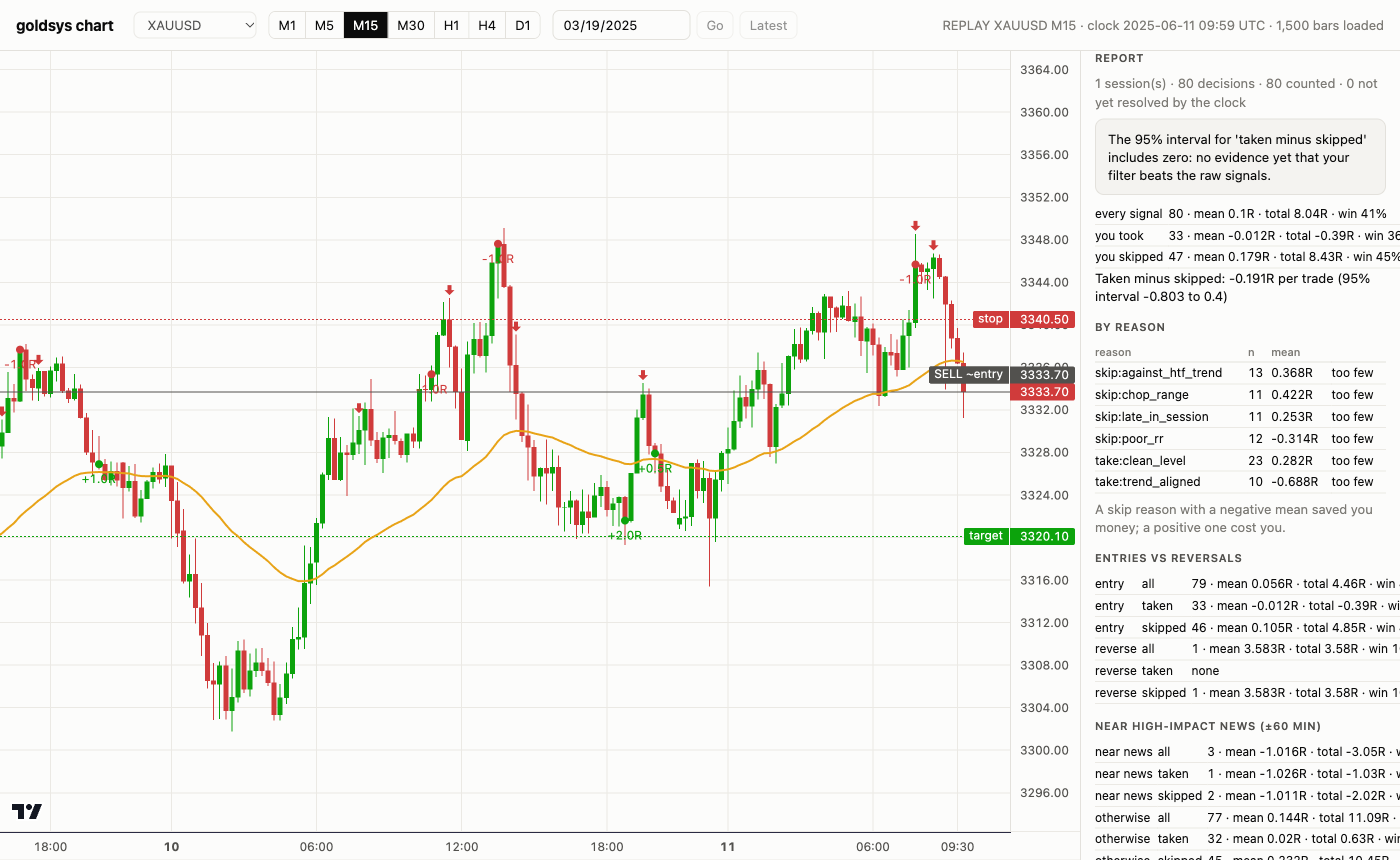 goldsys chart XAUUSD M1 M5 M15 M30 H1 H4 D1 03/19/2025 Go Latest REPLAY XAUUSD M15 · clock 2025-06-11 09:59 UTC · 1,500 bars loaded
3364.00
3360.00
3356.00
3352.00
3348.00
3344.00
stop 3340.50
SELL ~entry 3333.70
3333.70
3332.00
3328.00
3324.00
target 3320.10
3316.00
3312.00
3308.00
3304.00
3300.00
3296.00
+2.0R
18:00 10 06:00 12:00 18:00 11 06:00 09:30
REPORT
1 session(s) · 80 decisions · 80 counted · 0 not
yet resolved by the clock
The 95% interval for 'taken minus skipped'
includes zero: no evidence yet that your
filter beats the raw signals.
every signal 80 · mean 0.1R · total 8.04R · win 41%
you took 33 · mean -0.012R · total -0.39R · win 36
you skipped 47 · mean 0.179R · total 8.43R · win 45%
Taken minus skipped: -0.191R per trade (95%
interval -0.803 to 0.4)
BY REASON
reason n mean
skip:against_htf_trend 13 0.368R too few
skip:chop_range 11 0.422R too few
skip:late_in_session 11 0.253R too few
skip:poor_rr 12 -0.314R too few
take:clean_level 23 0.282R too few
take:trend_aligned 10 -0.688R too few
A skip reason with a negative mean saved you
money; a positive one cost you.
ENTRIES VS REVERSALS
entry all 79 · mean 0.056R · total 4.46R · win
entry taken 33 · mean -0.012R · total -0.39R · wi
entry skipped 46 · mean 0.105R · total 4.85R · win
reverse all 1 · mean 3.583R · total 3.58R · win 1
reverse taken none
reverse skipped 1 · mean 3.583R · total 3.58R · win 1
NEAR HIGH-IMPACT NEWS (±60 MIN)
near news all 3 · mean -1.016R · total -3.05R · w
near news taken 1 · mean -1.026R · total -1.03R · w
near news skipped 2 · mean -1.011R · total -2.02R · w
otherwise all 77 · mean 0.144R · total 11.09R ·
otherwise taken 32 · mean 0.02R · total 0.63R · win